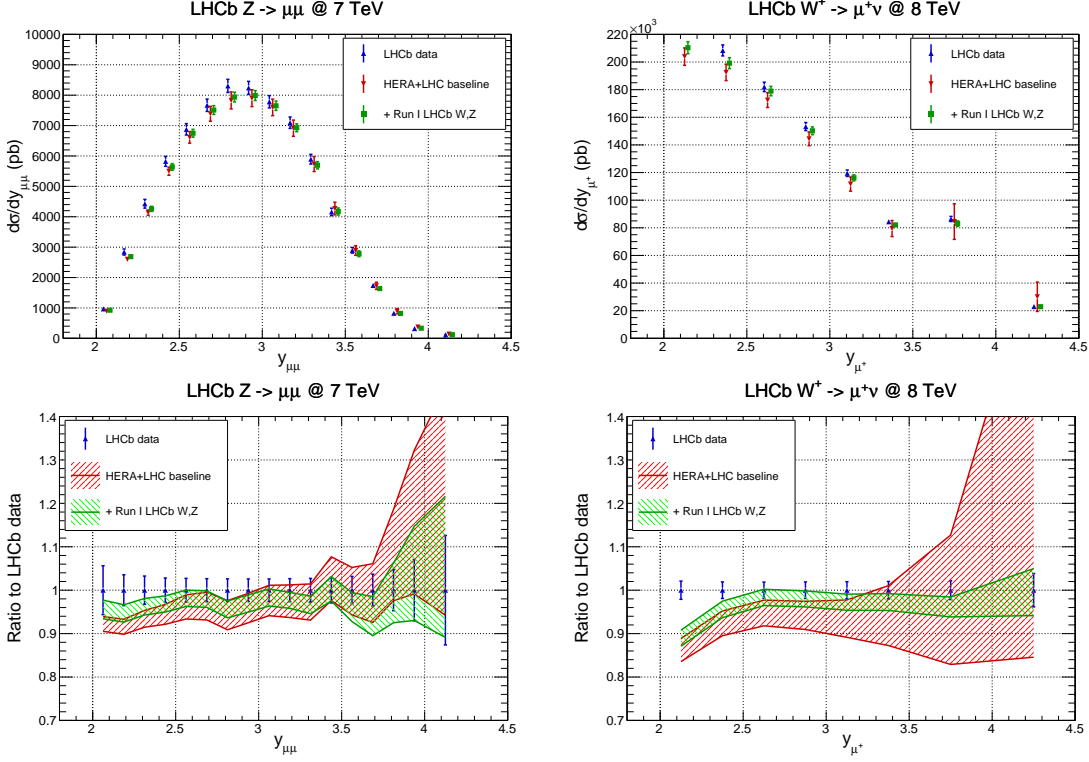 LHCb Z -> μμ @ 7 TeV
dσ/dy_μμ (pb)
10000
9000
8000
7000
6000
5000
4000
3000
2000
1000
0
LHCb data
HERA+LHC baseline
+ Run I LHCb W,Z
2 2.5 3 3.5 4 4.5
y_μμ
LHCb W⁺ -> μ⁺ν @ 8 TeV
×10³
dσ/dy_μ⁺ (pb)
220
200
180
160
140
120
100
80
60
40
20
0
LHCb data
HERA+LHC baseline
+ Run I LHCb W,Z
2 2.5 3 3.5 4 4.5
y_μ⁺
LHCb Z -> μμ @ 7 TeV
Ratio to LHCb data
1.4
1.3
1.2
1.1
1
0.9
0.8
0.7
LHCb data
HERA+LHC baseline
+ Run I LHCb W,Z
2 2.5 3 3.5 4 4.5
y_μμ
LHCb W⁺ -> μ⁺ν @ 8 TeV
Ratio to LHCb data
1.4
1.3
1.2
1.1
1
0.9
0.8
0.7
LHCb data
HERA+LHC baseline
+ Run I LHCb W,Z
2 2.5 3 3.5 4 4.5
y_μ⁺